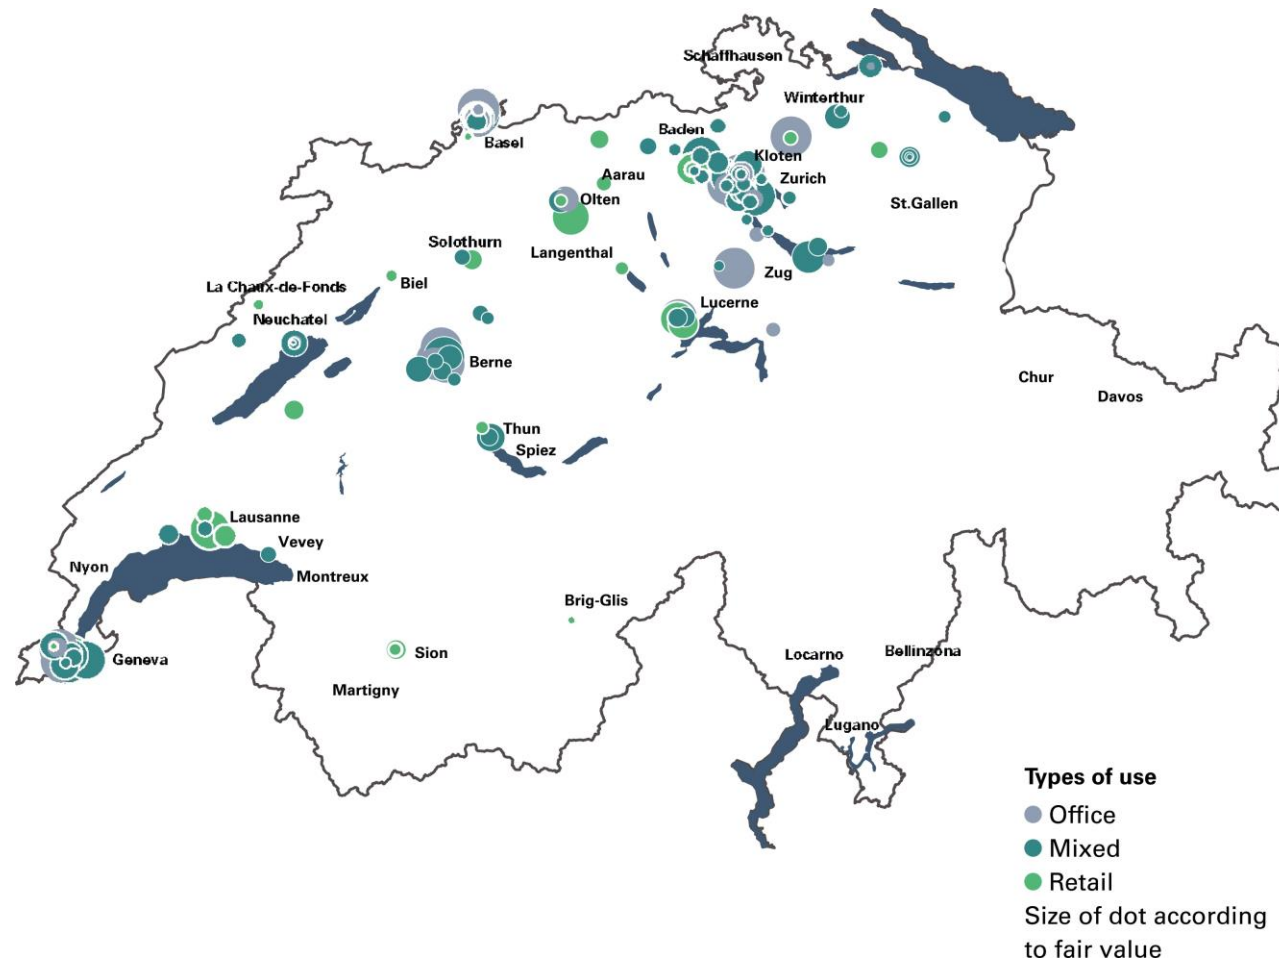 Schaffhausen
Winterthur
Baden
Basel
Kloten
Aarau
Zurich
Olten
St.Gallen
Solothurn
Langenthal
Zug
Biel
La Chaux-de-Fonds
Lucerne
Neuchatel
Berne
Chur
Davos
Thun
Spiez
Lausanne
Vevey
Nyon
Montreux
Brig-Glis
Geneva
Sion
Locarno
Bellinzona
Martigny
Lugano
Types of use
Office
Mixed
Retail
Size of dot according
to fair value